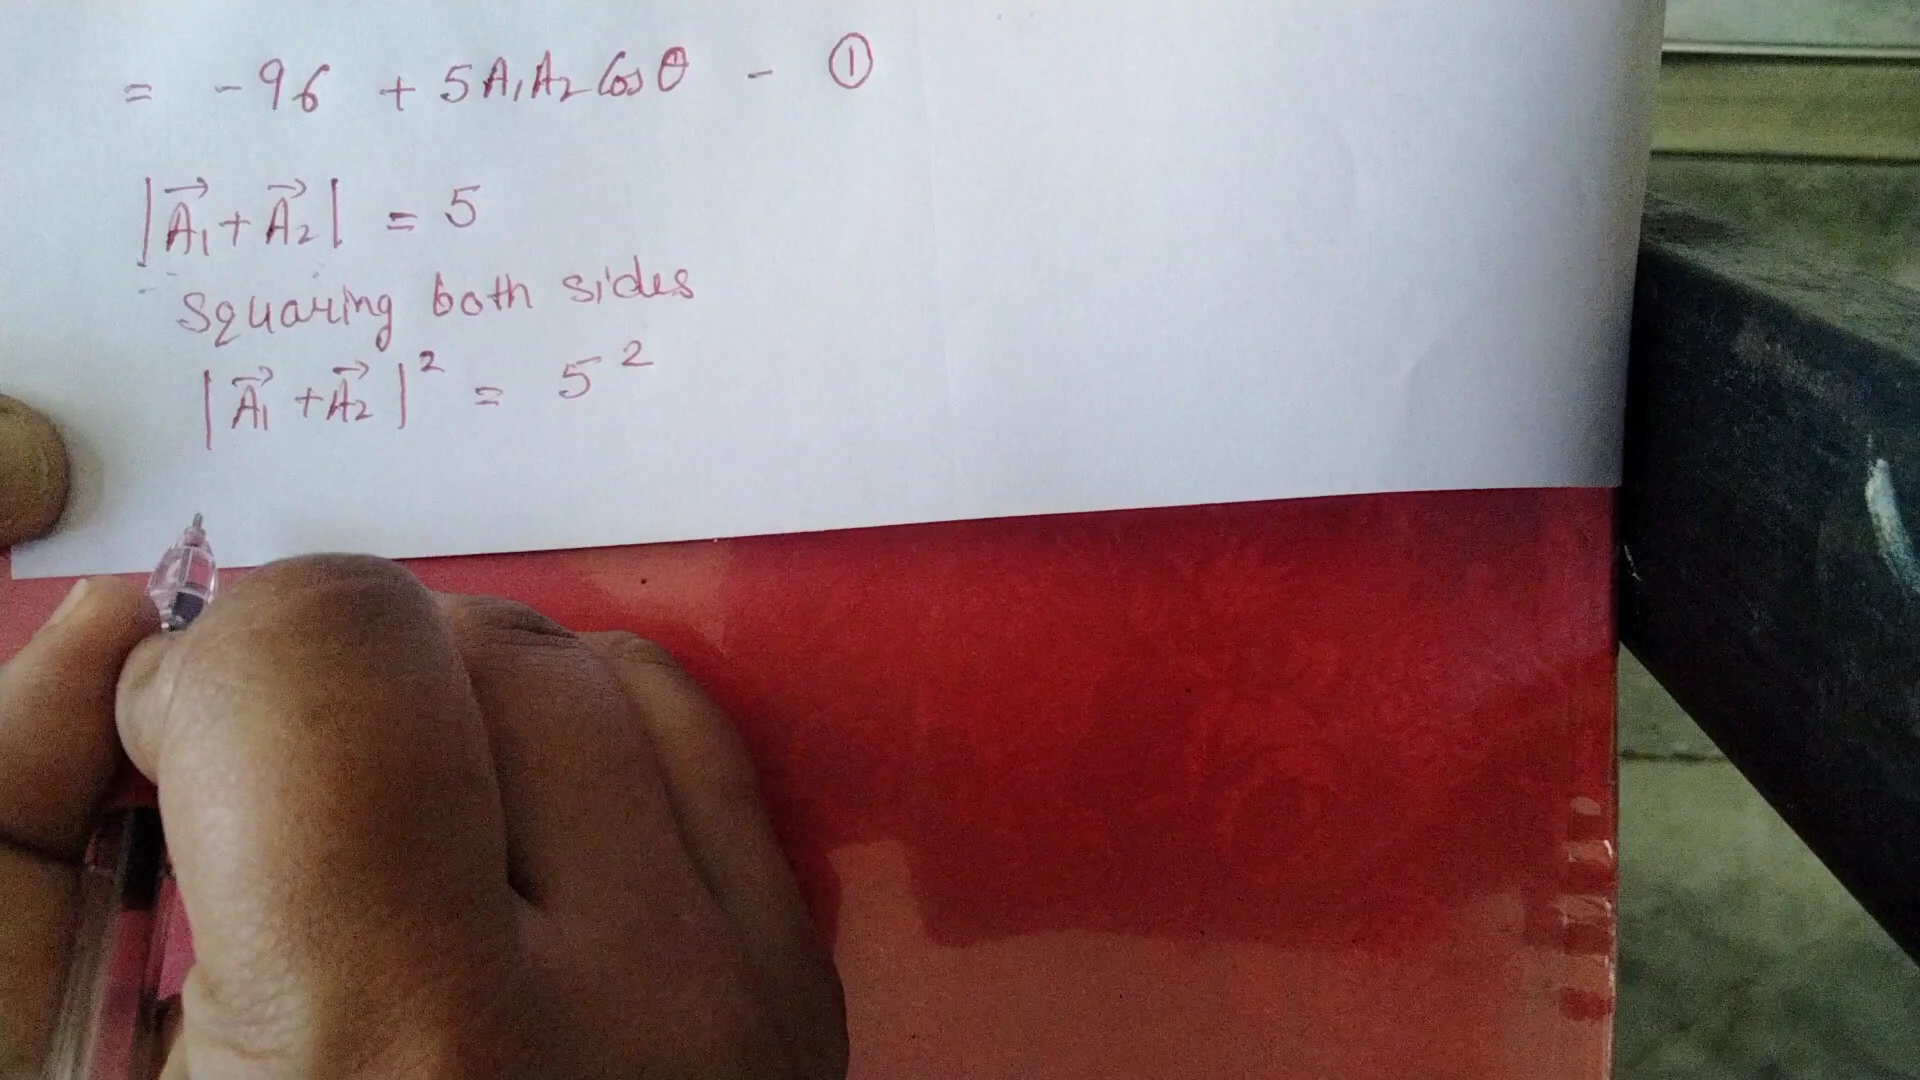 = -96 + 5A₁A₂ Cos θ - ①
|A⃗₁ + A⃗₂| = 5
Squaring both sides
|A⃗₁ + A⃗₂|² = 5²